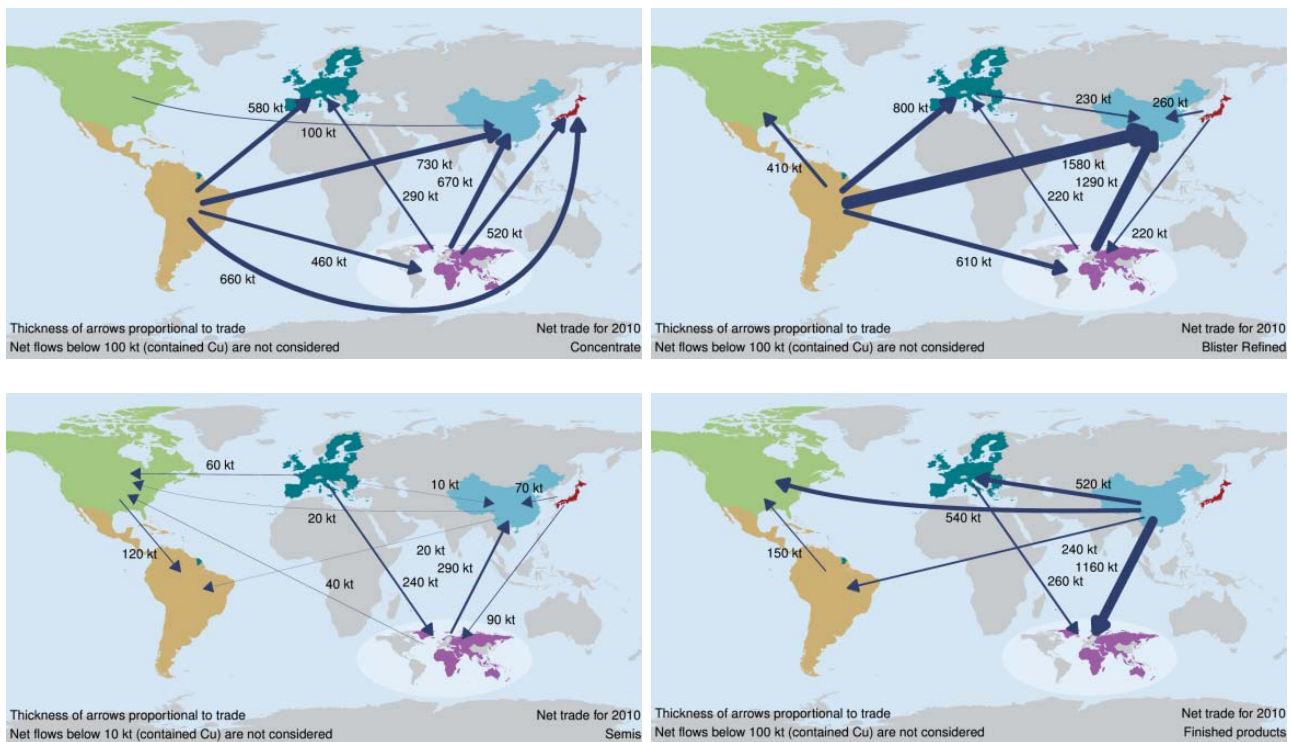 580 kt
100 kt
730 kt
670 kt
290 kt
520 kt
460 kt
660 kt
Thickness of arrows proportional to trade
Net trade for 2010
Net flows below 100 kt (contained Cu) are not considered
Concentrate
800 kt
230 kt
260 kt
410 kt
1580 kt
1290 kt
220 kt
220 kt
610 kt
Thickness of arrows proportional to trade
Net trade for 2010
Net flows below 100 kt (contained Cu) are not considered
Blister Refined
60 kt
10 kt
70 kt
20 kt
120 kt
20 kt
290 kt
240 kt
40 kt
90 kt
Thickness of arrows proportional to trade
Net trade for 2010
Net flows below 10 kt (contained Cu) are not considered
Semis
520 kt
540 kt
150 kt
240 kt
1160 kt
260 kt
Thickness of arrows proportional to trade
Net trade for 2010
Net flows below 100 kt (contained Cu) are not considered
Finished products